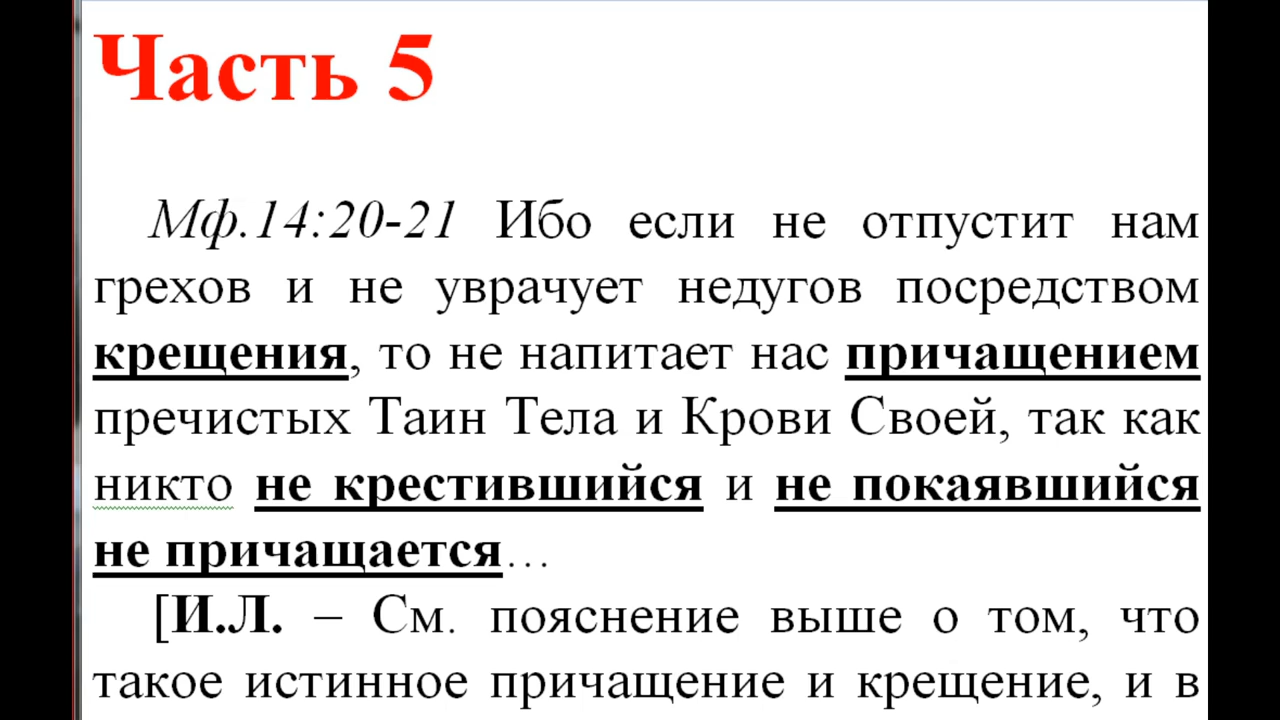 Часть 5
Мф.14:20-21 Ибо если не отпустит нам
грехов и не уврачует недугов посредством
крещения, то не напитает нас причащением
пречистых Таин Тела и Крови Своей, так как
никто не крестившийся и не покаявшийся
не причащается…
[И.Л. – См. пояснение выше о том, что
такое истинное причащение и крещение, и в